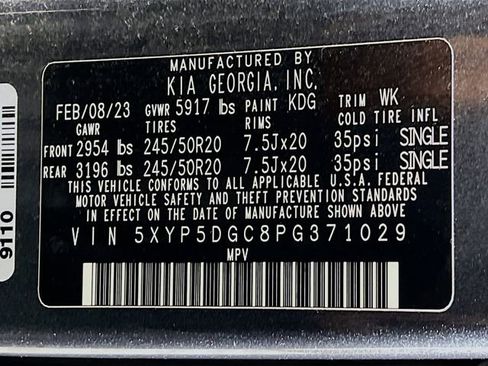 MANUFACTURED BY
KIA GEORGIA, INC.
FEB/08/23 GVWR 5917 lbs PAINT KDG TRIM WK
GAWR TIRES RIMS COLD TIRE INFL
FRONT 2954 lbs 245/50R20 7.5Jx20 35psi SINGLE
REAR 3196 lbs 245/50R20 7.5Jx20 35psi SINGLE
THIS VEHICLE CONFORMS TO ALL APPLICABLE U.S.A. FEDERAL
MOTOR VEHICLE SAFETY AND THEFT PREVENTION STANDARDS
IN EFFECT ON THE DATE OF MANUFACTURE SHOWN ABOVE
VIN 5XYP5DGC8PG371029
MPV
9110